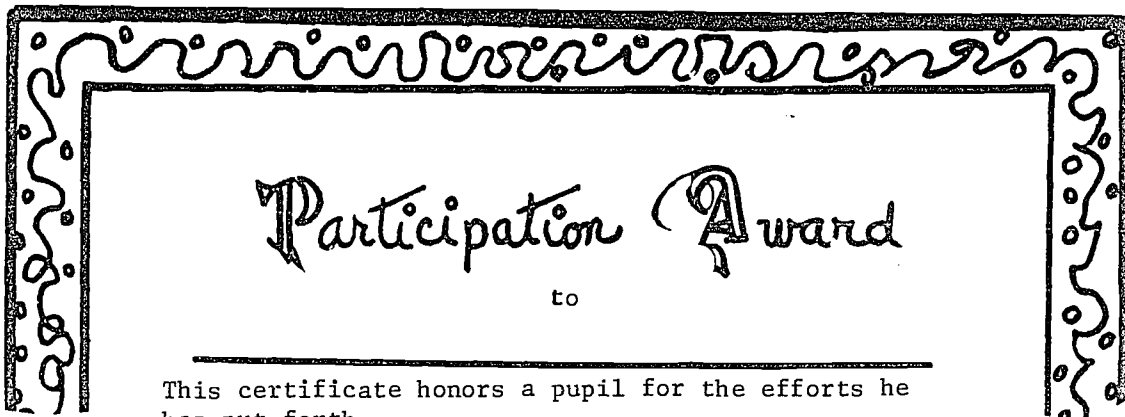 Participation Award
to
This certificate honors a pupil for the efforts he
has put forth